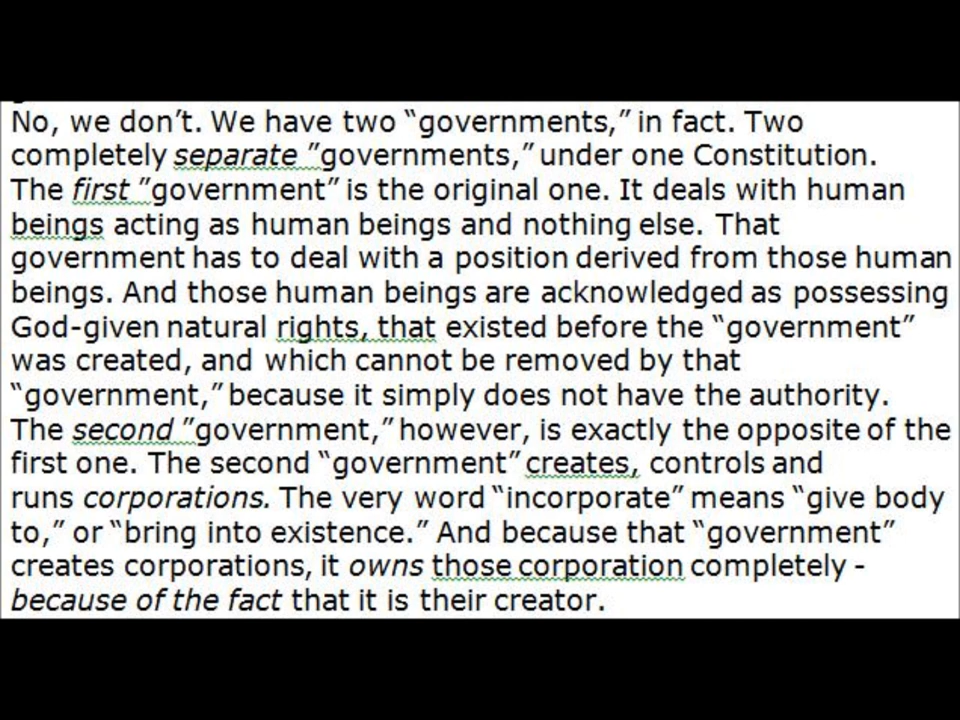 No, we don’t. We have two “governments,” in fact. Two
completely separate ”governments,” under one Constitution.
The first ”government” is the original one. It deals with human
beings acting as human beings and nothing else. That
government has to deal with a position derived from those human
beings. And those human beings are acknowledged as possessing
God-given natural rights, that existed before the “government”
was created, and which cannot be removed by that
“government,” because it simply does not have the authority.
The second ”government,” however, is exactly the opposite of the
first one. The second “government” creates, controls and
runs corporations. The very word “incorporate” means “give body
to,” or “bring into existence.” And because that “government”
creates corporations, it owns those corporation completely -
because of the fact that it is their creator.